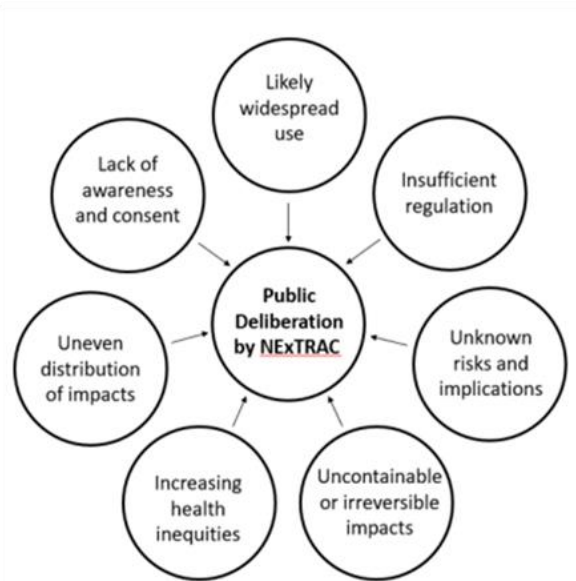 Likely
widespread
use
Insufficient
regulation
Unknown
risks and
implications
Uncontainable
or irreversible
impacts
Increasing
health
inequities
Uneven
distribution
of impacts
Lack of
awareness
and consent
Public
Deliberation
by NExTRAC